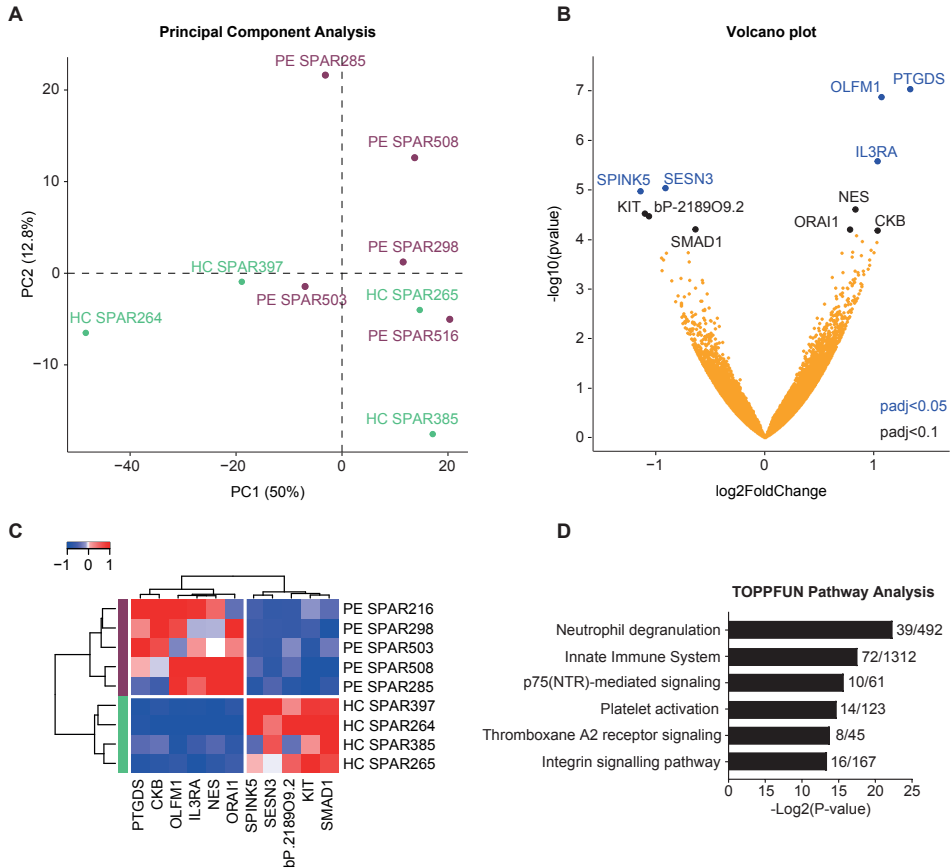 A
Principal Component Analysis
PE SPAR285
PE SPAR508
PE SPAR298
HC SPAR397
PE SPAR503
HC SPAR265
HC SPAR264
PE SPAR516
HC SPAR385
20
10
0
−10
−40
−20
0
20
PC2 (12.8%)
PC1 (50%)
B
Volcano plot
PTGDS
OLFM1
IL3RA
SPINK5
SESN3
KIT
bP-2189O9.2
SMAD1
NES
ORAI1
CKB
7
6
5
4
3
2
1
0
−1
0
1
-log10(pvalue)
log2FoldChange
padj<0.05
padj<0.1
C
−1 0 1
PE SPAR216
PE SPAR298
PE SPAR503
PE SPAR508
PE SPAR285
HC SPAR397
HC SPAR264
HC SPAR385
HC SPAR265
PTGDS
CKB
OLFM1
IL3RA
NES
ORAI1
SPINK5
SESN3
bP.2189O9.2
KIT
SMAD1
D
TOPPFUN Pathway Analysis
Neutrophil degranulation 39/492
Innate Immune System 72/1312
p75(NTR)-mediated signaling 10/61
Platelet activation 14/123
Thromboxane A2 receptor signaling 8/45
Integrin signalling pathway 16/167
0 5 10 15 20 25
-Log2(P-value)